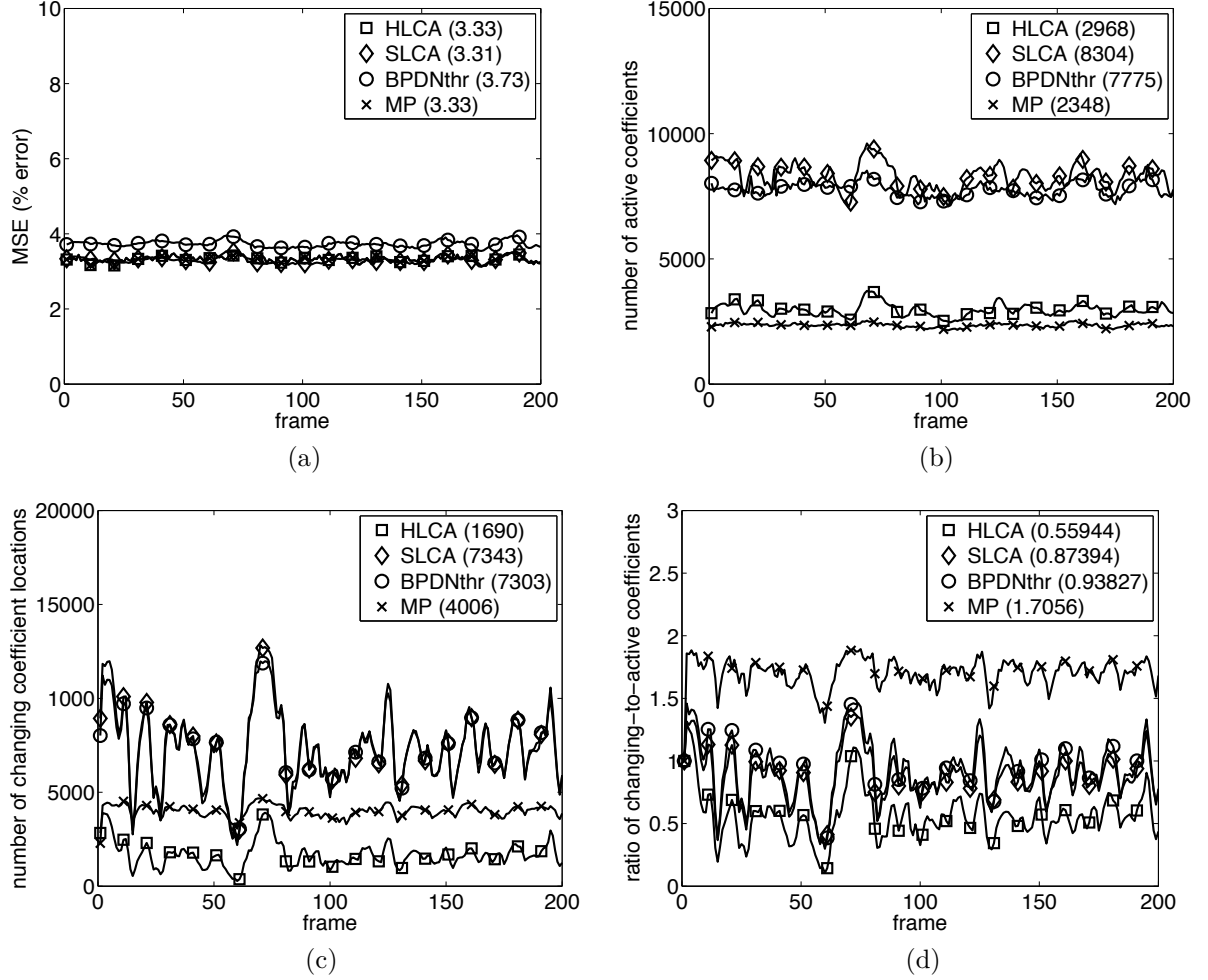 MSE (% error)
10
8
6
4
2
0
HLCA (3.33)
SLCA (3.31)
BPDNthr (3.73)
MP (3.33)
0 50 100 150 200
frame
(a)
number of active coefficients
15000
10000
5000
0
HLCA (2968)
SLCA (8304)
BPDNthr (7775)
MP (2348)
0 50 100 150 200
frame
(b)
number of changing coefficient locations
20000
15000
10000
5000
0
HLCA (1690)
SLCA (7343)
BPDNthr (7303)
MP (4006)
0 50 100 150 200
frame
(c)
ratio of changing−to−active coefficients
3
2.5
2
1.5
1
0.5
0
HLCA (0.55944)
SLCA (0.87394)
BPDNthr (0.93827)
MP (1.7056)
0 50 100 150 200
frame
(d)